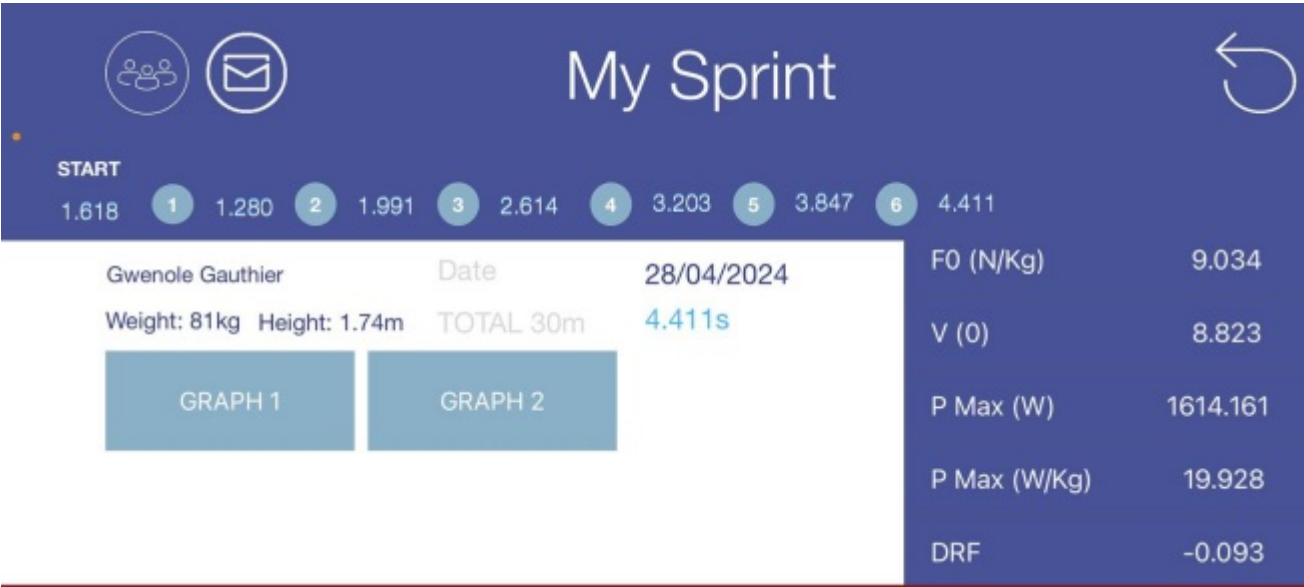 My Sprint
START
1.618 1 1.280 2 1.991 3 2.614 4 3.203 5 3.847 6 4.411
Gwenole Gauthier Date 28/04/2024
Weight: 81kg Height: 1.74m TOTAL 30m 4.411s
GRAPH 1 GRAPH 2
F0 (N/Kg) 9.034
V (0) 8.823
P Max (W) 1614.161
P Max (W/Kg) 19.928
DRF -0.093